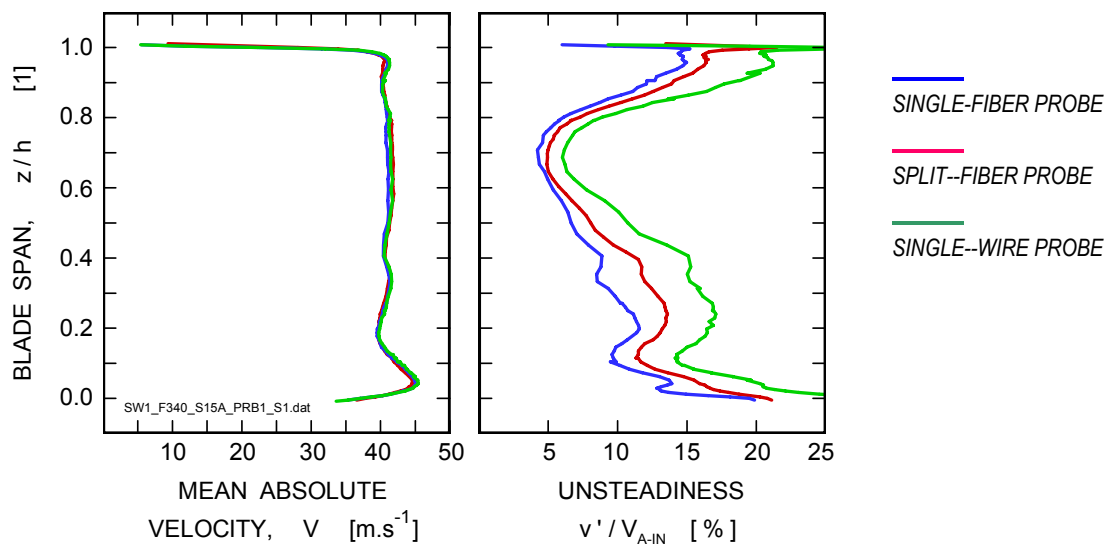 BLADE SPAN, z / h [1]
1.0
0.8
0.6
0.4
0.2
0.0
SW1_F340_S15A_PRB1_S1.dat
10 20 30 40 50
MEAN ABSOLUTE
VELOCITY, V [m.s-1]
5 10 15 20 25
UNSTEADINESS
v ' / VA-IN [ % ]
SINGLE-FIBER PROBE
SPLIT--FIBER PROBE
SINGLE--WIRE PROBE